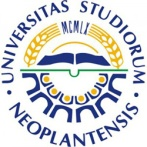 UNIVERSITAS STUDIORUM
MCMLX
NEOPLANTENSIS